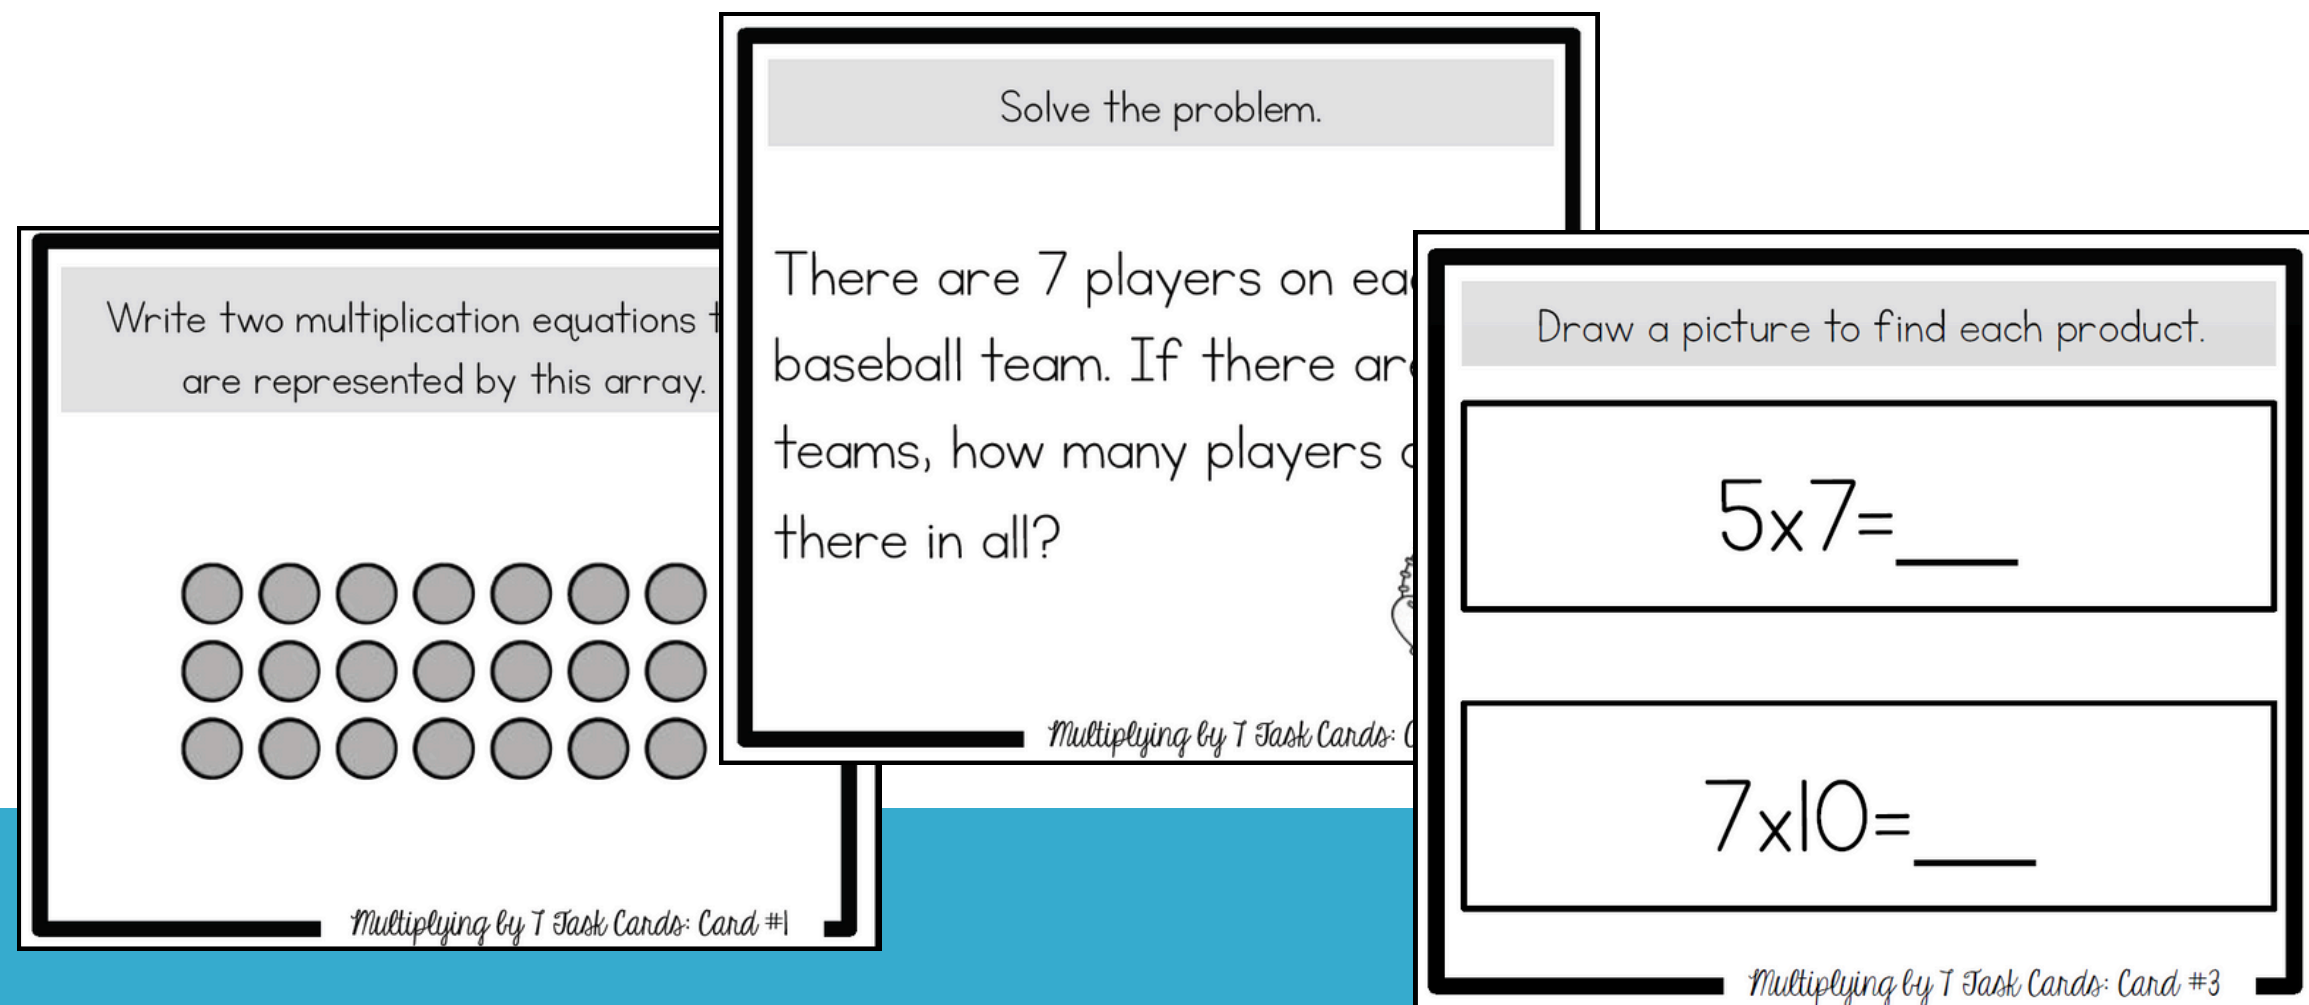 Write two multiplication equations
are represented by this array.
Multiplying by 7 Task Cards: Card #1
Solve the problem.
There are 7 players on
baseball team. If there
teams, how many players
there in all?
Multiplying by 7 Task Cards:
Draw a picture to find each product.
5x7=___
7x10=___
Multiplying by 7 Task Cards: Card #3